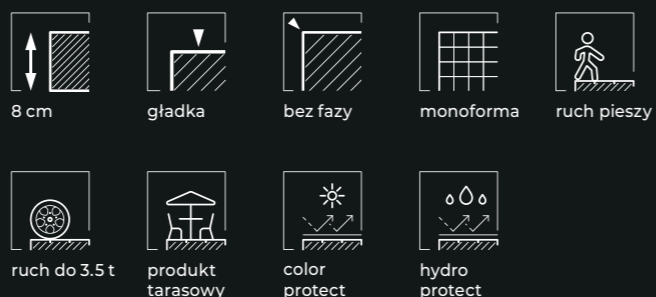 8 cm
gładka
bez fazy
monoforma
ruch pieszy
ruch do 3.5 t
produkt
tarasowy
color
protect
hydro
protect